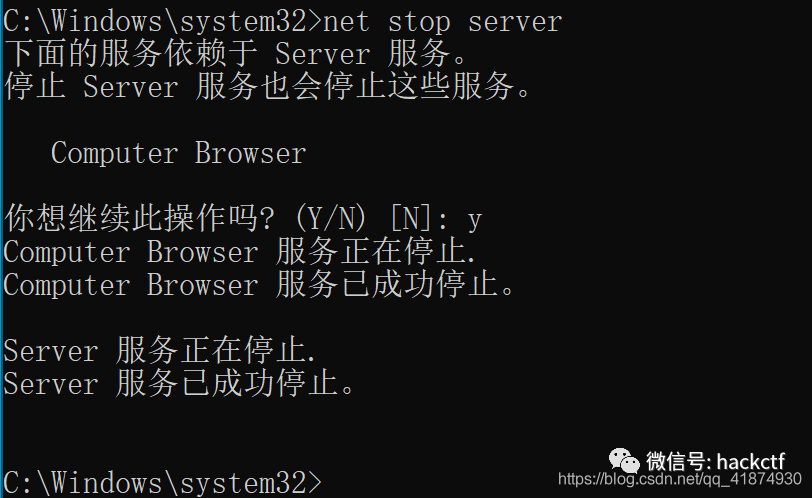 C:\Windows\system32>net stop server
下面的服务依赖于 Server 服务。
停止 Server 服务也会停止这些服务。
Computer Browser
你想继续此操作吗? (Y/N) [N]: y
Computer Browser 服务正在停止.
Computer Browser 服务已成功停止。
Server 服务正在停止.
Server 服务已成功停止。
C:\Windows\system32>
微信号: hackctf
https://blog.csdn.net/qq_41874930